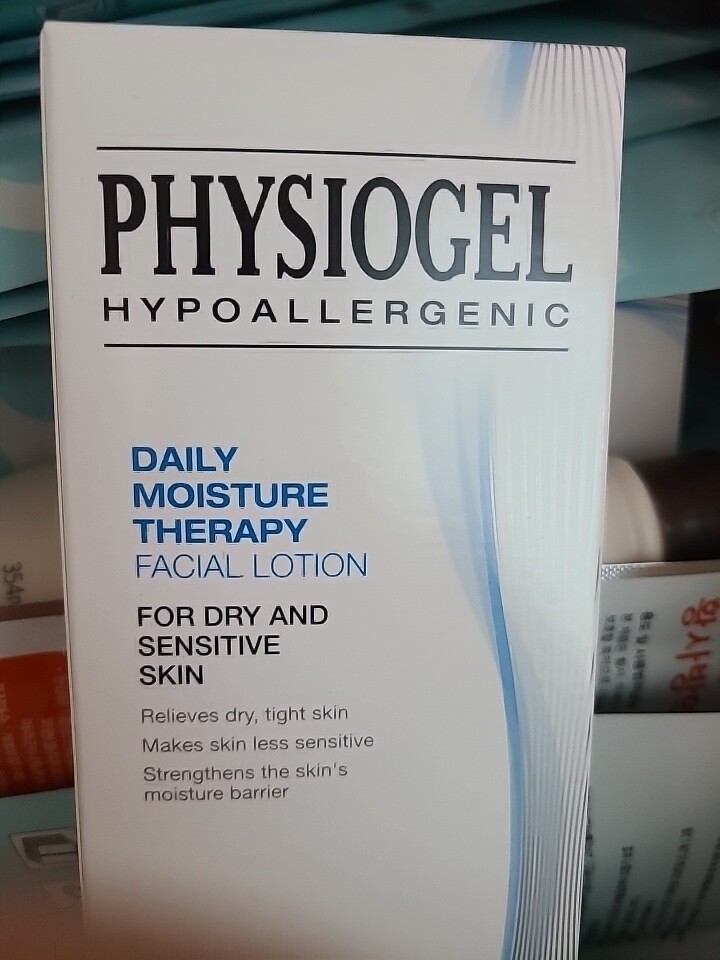 PHYSIOGEL
HYPOALLERGENIC
DAILY
MOISTURE
THERAPY
FACIAL LOTION
FOR DRY AND
SENSITIVE
SKIN
Relieves dry, tight skin
Makes skin less sensitive
Strengthens the skin's
moisture barrier
354